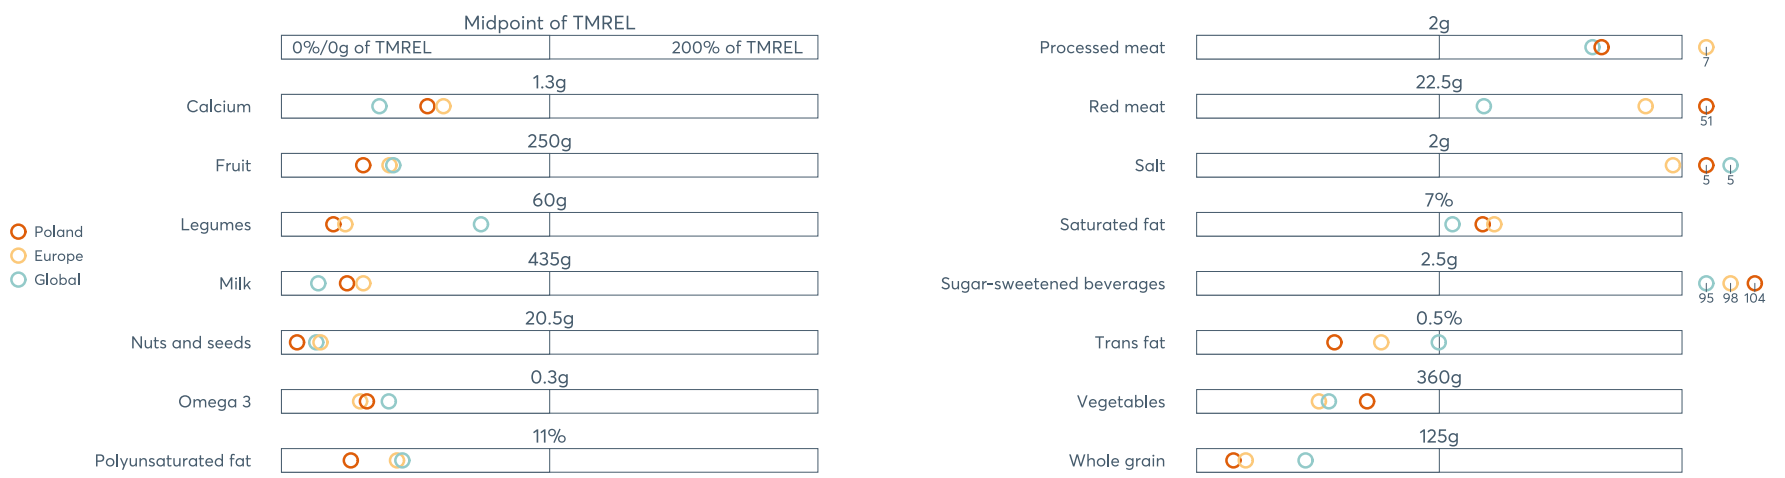 Midpoint of TMREL
0%/0g of TMREL 200% of TMREL
1.3g
Calcium
250g
Fruit
60g
Legumes
435g
Milk
20.5g
Nuts and seeds
0.3g
Omega 3
11%
Polyunsaturated fat
Poland
Europe
Global
2g
Processed meat
7
22.5g
Red meat
51
2g
Salt
5 5
7%
Saturated fat
2.5g
Sugar-sweetened beverages
95 98 104
0.5%
Trans fat
360g
Vegetables
125g
Whole grain